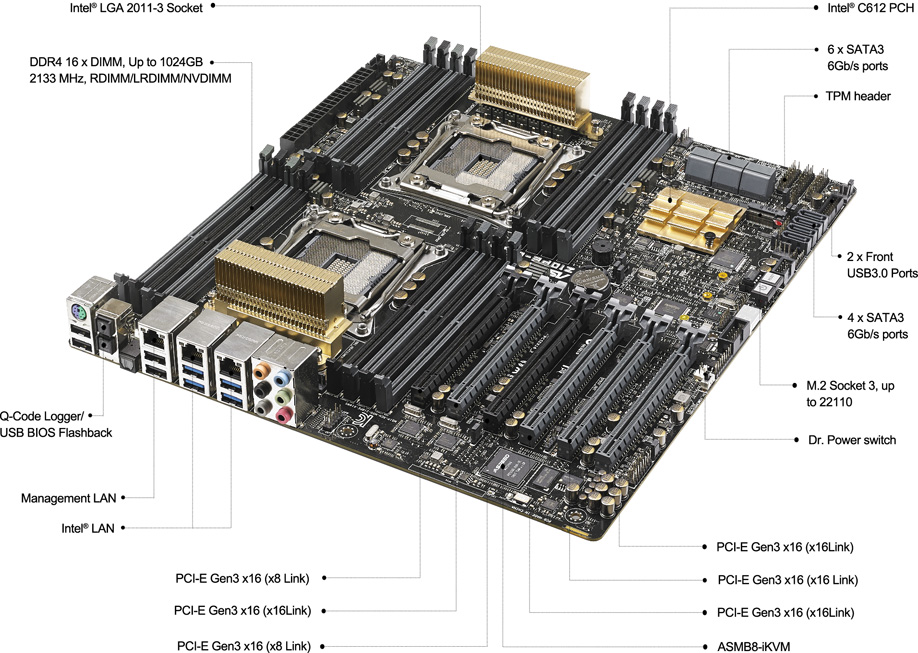 Intel® LGA 2011-3 Socket
Intel® C612 PCH
DDR4 16 x DIMM, Up to 1024GB
2133 MHz, RDIMM/LRDIMM/NVDIMM
6 x SATA3
6Gb/s ports
TPM header
2 x Front
USB3.0 Ports
4 x SATA3
6Gb/s ports
M.2 Socket 3, up
to 22110
Dr. Power switch
Q-Code Logger/
USB BIOS Flashback
Management LAN
Intel® LAN
PCI-E Gen3 x16 (x8 Link)
PCI-E Gen3 x16 (x16Link)
PCI-E Gen3 x16 (x8 Link)
PCI-E Gen3 x16 (x16Link)
PCI-E Gen3 x16 (x16 Link)
PCI-E Gen3 x16 (x16Link)
ASMB8-iKVM